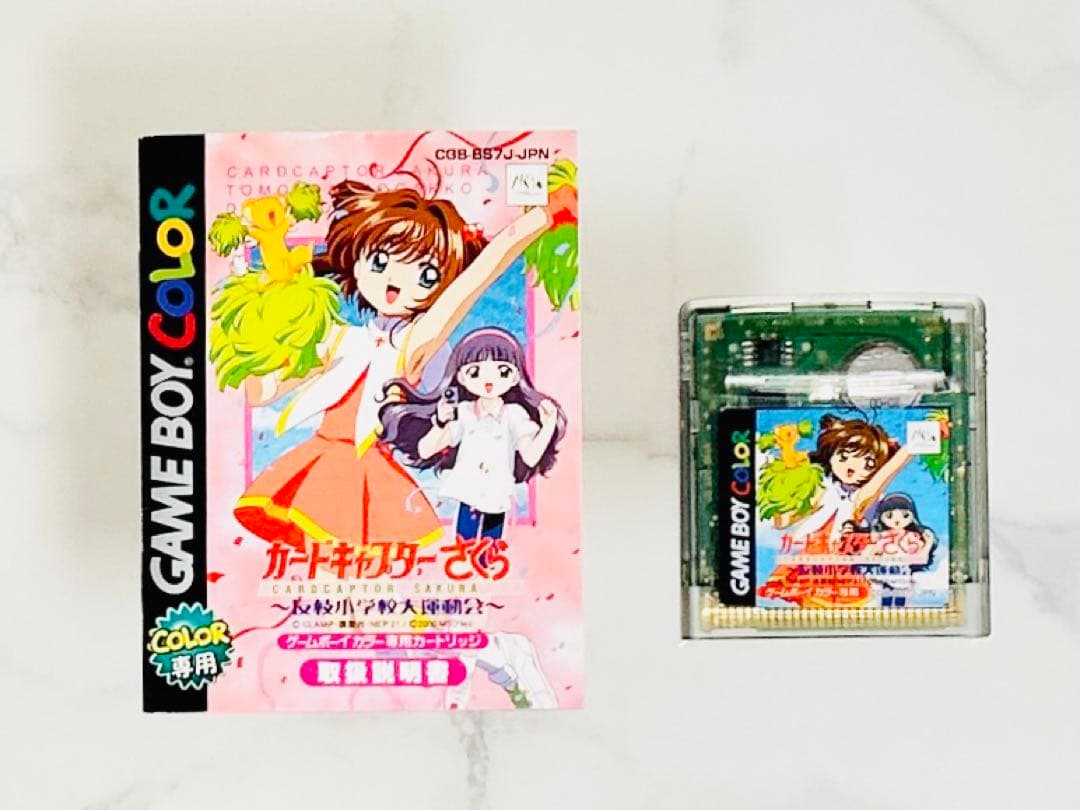 GAME BOY COLOR
COLOR
専用
CGB-BS7J-JPN
CARDCAPTOR SAKURA
カードキャプターさくら
CARDCAPTOR SAKURA
〜友枝小学校大運動会〜
ゲームボーイカラー専用カートリッジ
取扱説明書
GAME BOY COLOR
カードキャプターさくら
〜友枝小学校大運動会〜
ゲームボーイカラー専用